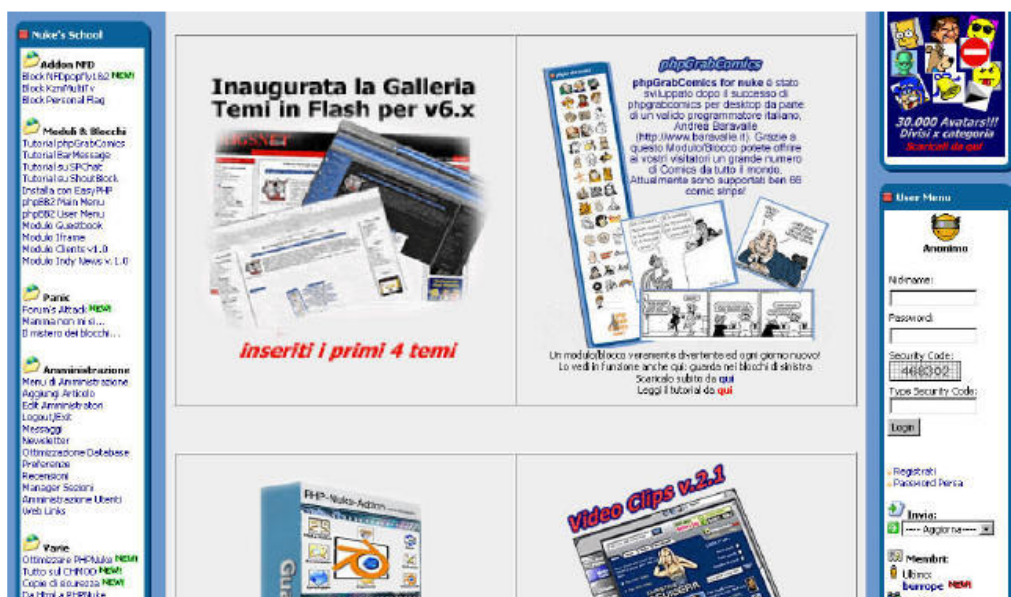 Nuke's School
Addon NFD
Block NFDpopfly1&2 NEW!
Block KzmMultiTv
Block Personal Flag
Moduli & Blocchi
Tutorial phpGrabComics
Tutorial BarMessage
Tutorial su SPChat
Tutorial su ShoutBlock
Installa con EasyPHP
phpBB2 Main Menu
phpBB2 User Menu
Modulo Guestbook
Modulo Iframe
Modulo Clients v1.0
Modulo Indy News v. 1.0
Panic
Forum's Attack NEW!
Mamma non mi si...
Il mistero dei blocchi...
Amministrazione
Menu di Amministrazione
Aggiungi Articolo
Edit Amministratori
Logout/Exit
Messaggi
Newsletter
Ottimizzazione Database
Preferenze
Recensioni
Manager Sezioni
Amministrazione Utenti
Web Links
Varie
Ottimizzare PHPNuke NEW!
Tutto sul CHMOD NEW!
Copie di sicurezza NEW!
Da Html a PHPNuke
Inaugurata la Galleria
Temi in Flash per v6.x
inseriti i primi 4 temi
phpGrabComics
phpGrabComics for nuke è stato
sviluppato dopo il successo di
phpgrabcomics per desktop da parte
di un valido programmatore italiano,
Andrea Baravalle
(http://www.baravalle.it). Grazie a
questo Modulo/Blocco potete offrire
ai vostri visitatori un grande numero
di Comics da tutto il mondo.
Attualmente sono supportati ben 66
comic strips!
Un modulo/blocco veramente divertente ed ogni giorno nuovo!
Lo vedi in funzione anche qui: guarda nei blocchi di sinistra
Scaricalo subito da qui
Leggi il tutorial da qui
PHP-Nuke-Addon
Video Clips v.2.1
30.000 Avatars!!!
Divisi x categoria
Scaricali da qui
User Menu
Anonimo
Nickname:
Password:
Security Code:
468302
Type Security Code:
Login
Registrati
Password Persa
Invia:
---- Aggiorna----
Membri:
Ultimo:
burrope NEW!